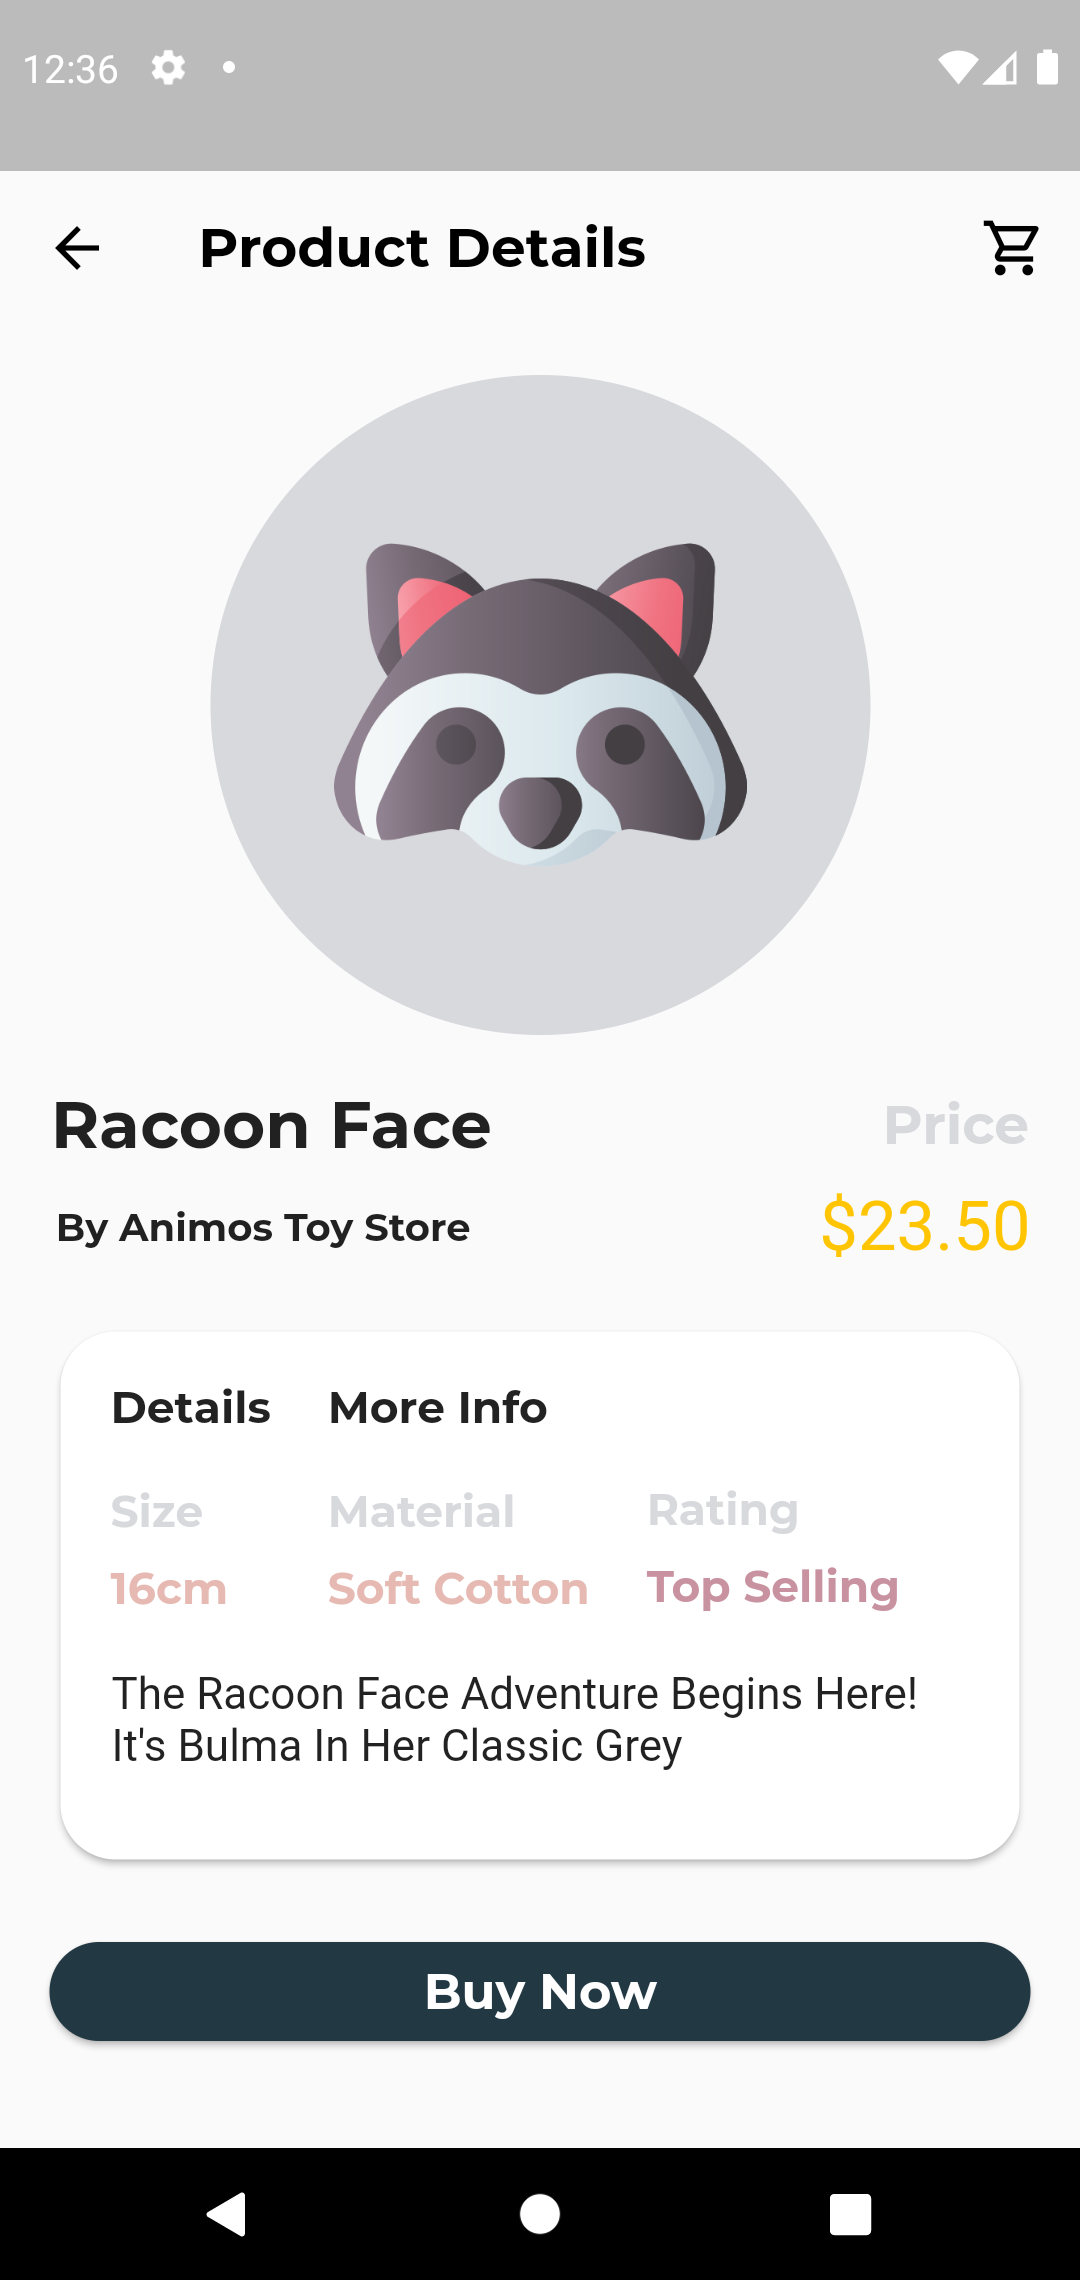 12:36
Product Details
Racoon Face
Price
By Animos Toy Store
$23.50
Details More Info
Size Material Rating
16cm Soft Cotton Top Selling
The Racoon Face Adventure Begins Here!
It's Bulma In Her Classic Grey
Buy Now